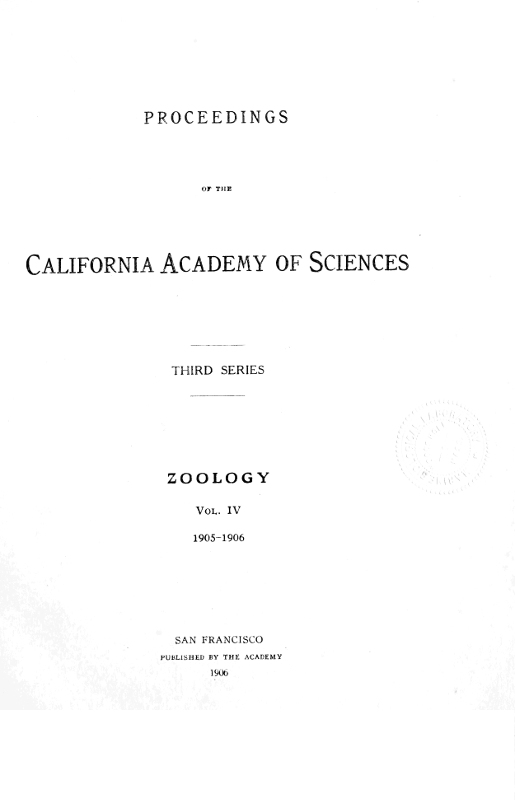 PROCEEDINGS
OF THE
CALIFORNIA ACADEMY OF SCIENCES
THIRD SERIES
ZOOLOGY
VOL. IV
1905-1906
SAN FRANCISCO
PUBLISHED BY THE ACADEMY
1906